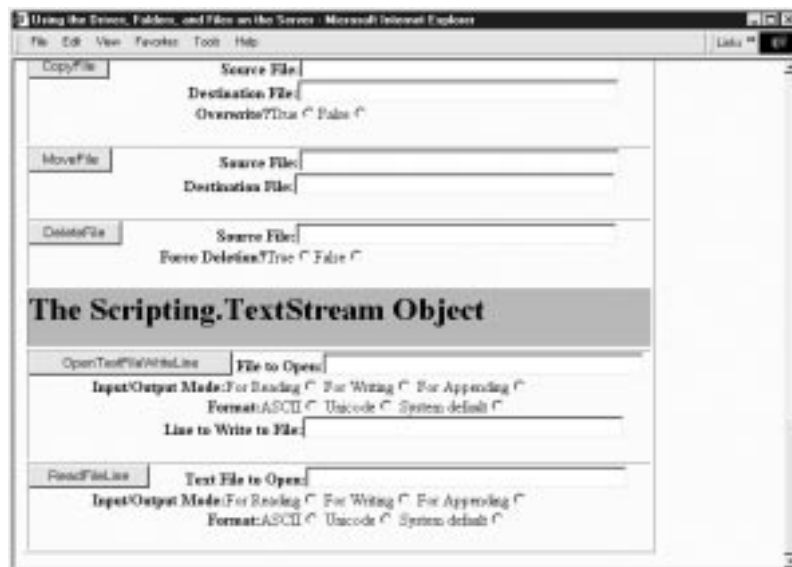 Using the Drives, Folders, and Files on the Server - Microsoft Internet Explorer
File Edit View Favorites Tools Help
Links »
CopyFile Source File:
Destination File:
Overwrite?True False
MoveFile Source File:
Destination File:
DeleteFile Source File:
Force Deletion?True False
The Scripting.TextStream Object
OpenTextFileWriteLine File to Open:
Input/Output Mode:For Reading For Writing For Appending
Format:ASCII Unicode System default
Line to Write to File:
ReadFileLine Text File to Open:
Input/Output Mode:For Reading For Writing For Appending
Format:ASCII Unicode System default